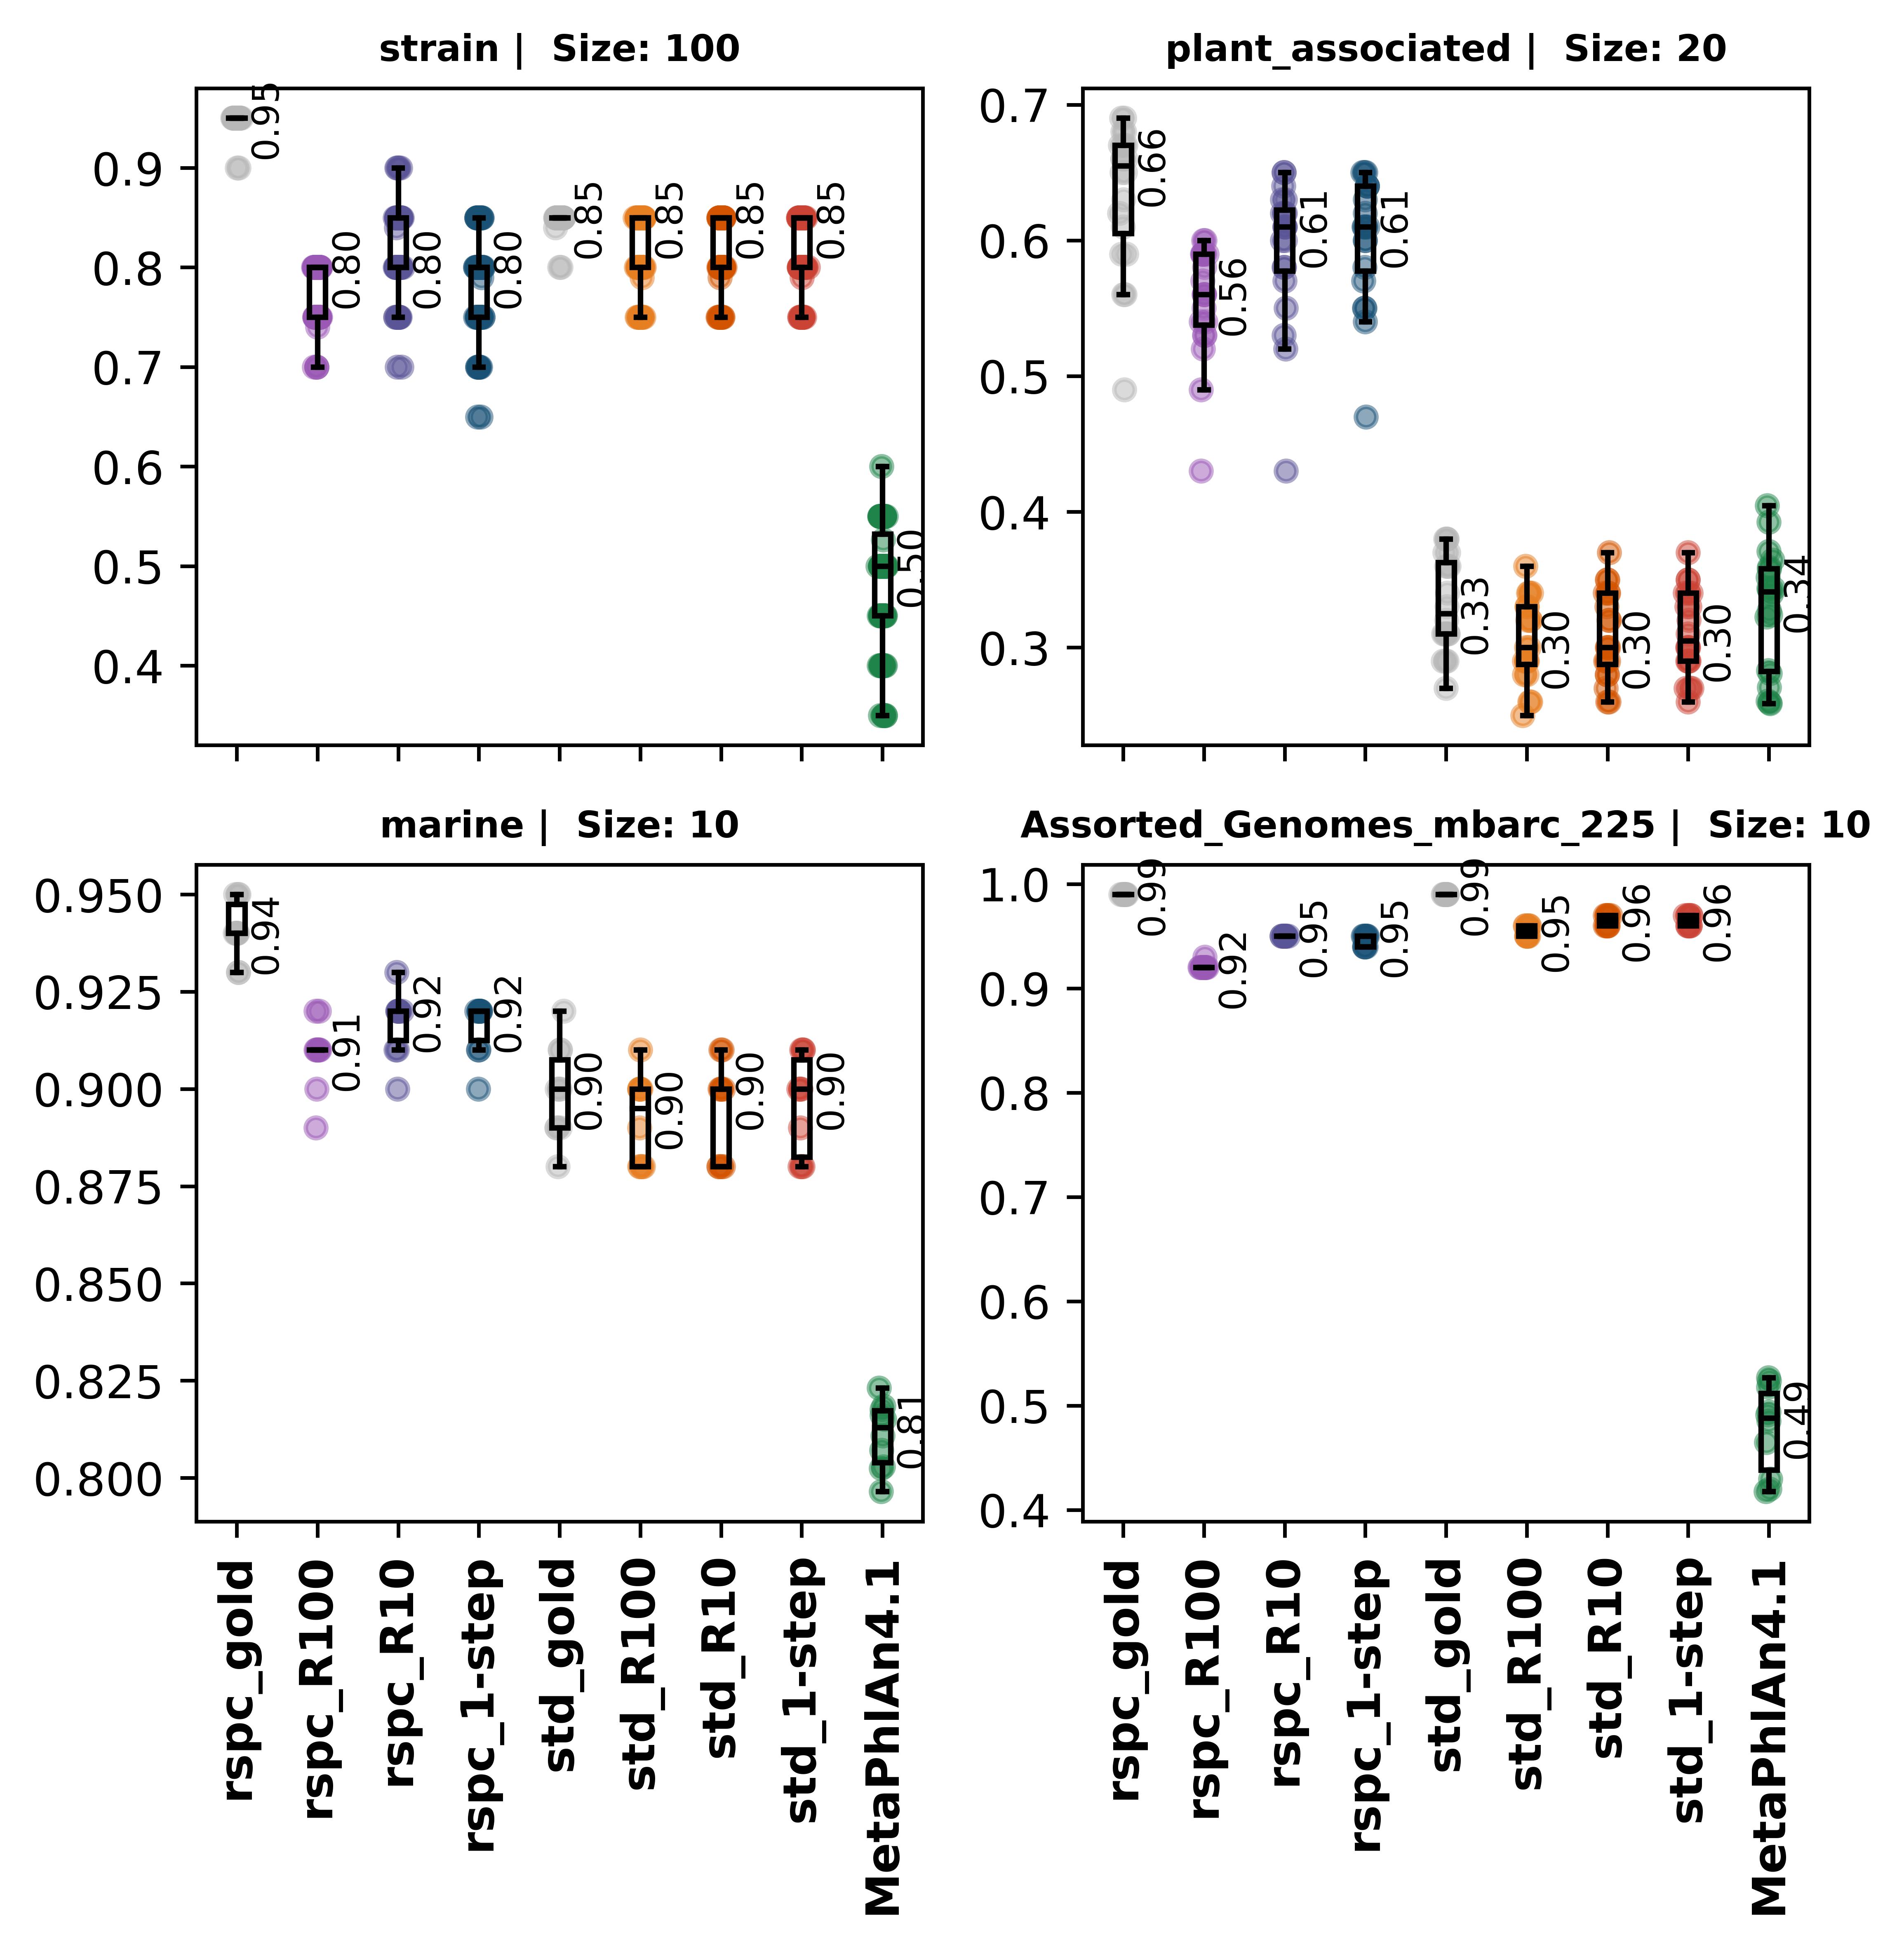 strain | Size: 100
0.9
0.8
0.7
0.6
0.5
0.4
0.95
0.80
0.80
0.80
0.85
0.85
0.85
0.85
0.50
plant_associated | Size: 20
0.7
0.6
0.5
0.4
0.3
0.66
0.56
0.61
0.61
0.33
0.30
0.30
0.30
0.34
marine | Size: 10
0.950
0.925
0.900
0.875
0.850
0.825
0.800
0.94
0.91
0.92
0.92
0.90
0.90
0.90
0.90
0.81
Assorted_Genomes_mbarc_225 | Size: 10
1.0
0.9
0.8
0.7
0.6
0.5
0.4
0.99
0.92
0.95
0.95
0.99
0.95
0.96
0.96
0.49
rspc_gold
rspc_R100
rspc_R10
rspc_1-step
std_gold
std_R100
std_R10
std_1-step
MetaPhlAn4.1
rspc_gold
rspc_R100
rspc_R10
rspc_1-step
std_gold
std_R100
std_R10
std_1-step
MetaPhlAn4.1